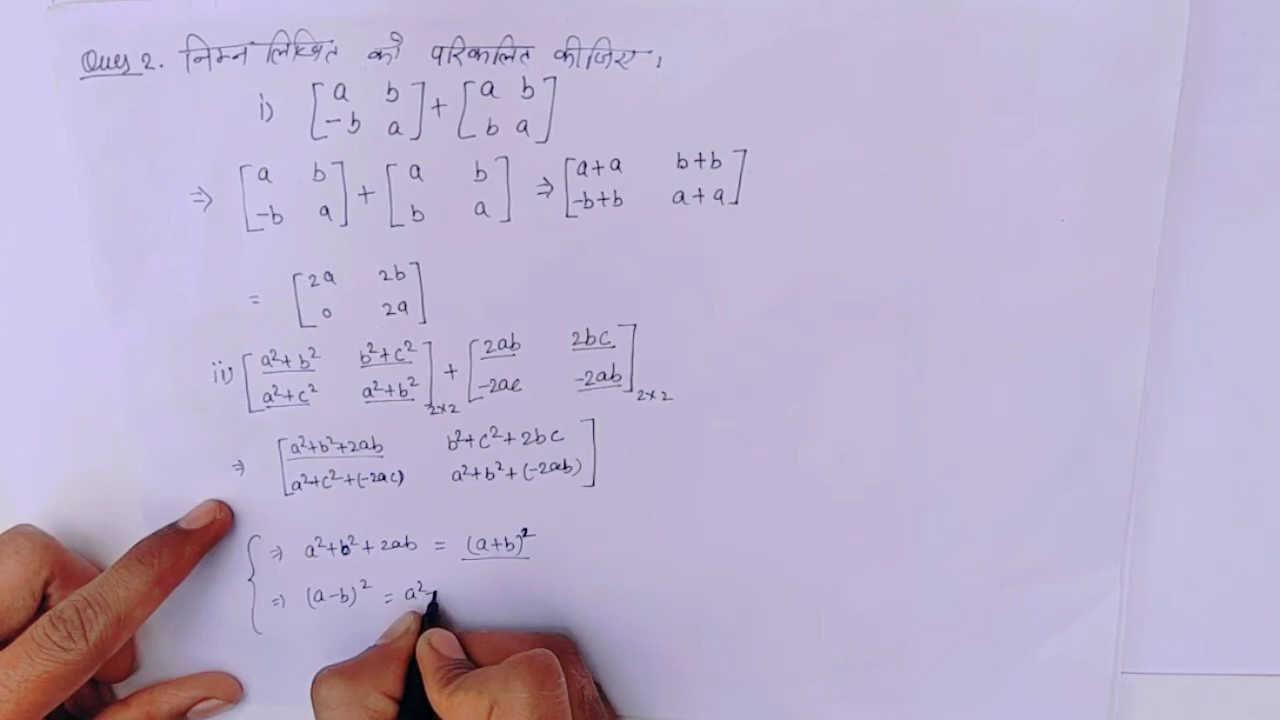 Ques 2. निम्न लिखित को परिकलित कीजिए।
i) [a b -b a] + [a b b a]
⇒ [a b -b a] + [a b b a] ⇒ [a+a b+b -b+b a+a]
= [2a 2b 0 2a]
ii) [a²+b² b²+c² a²+c² a²+b²]2×2 + [2ab 2bc -2ac -2ab]2×2
⇒ [a²+b²+2ab b²+c²+2bc a²+c²+(-2ac) a²+b²+(-2ab)]
{ ⇒ a²+b²+2ab = (a+b)²
⇒ (a-b)² = a²